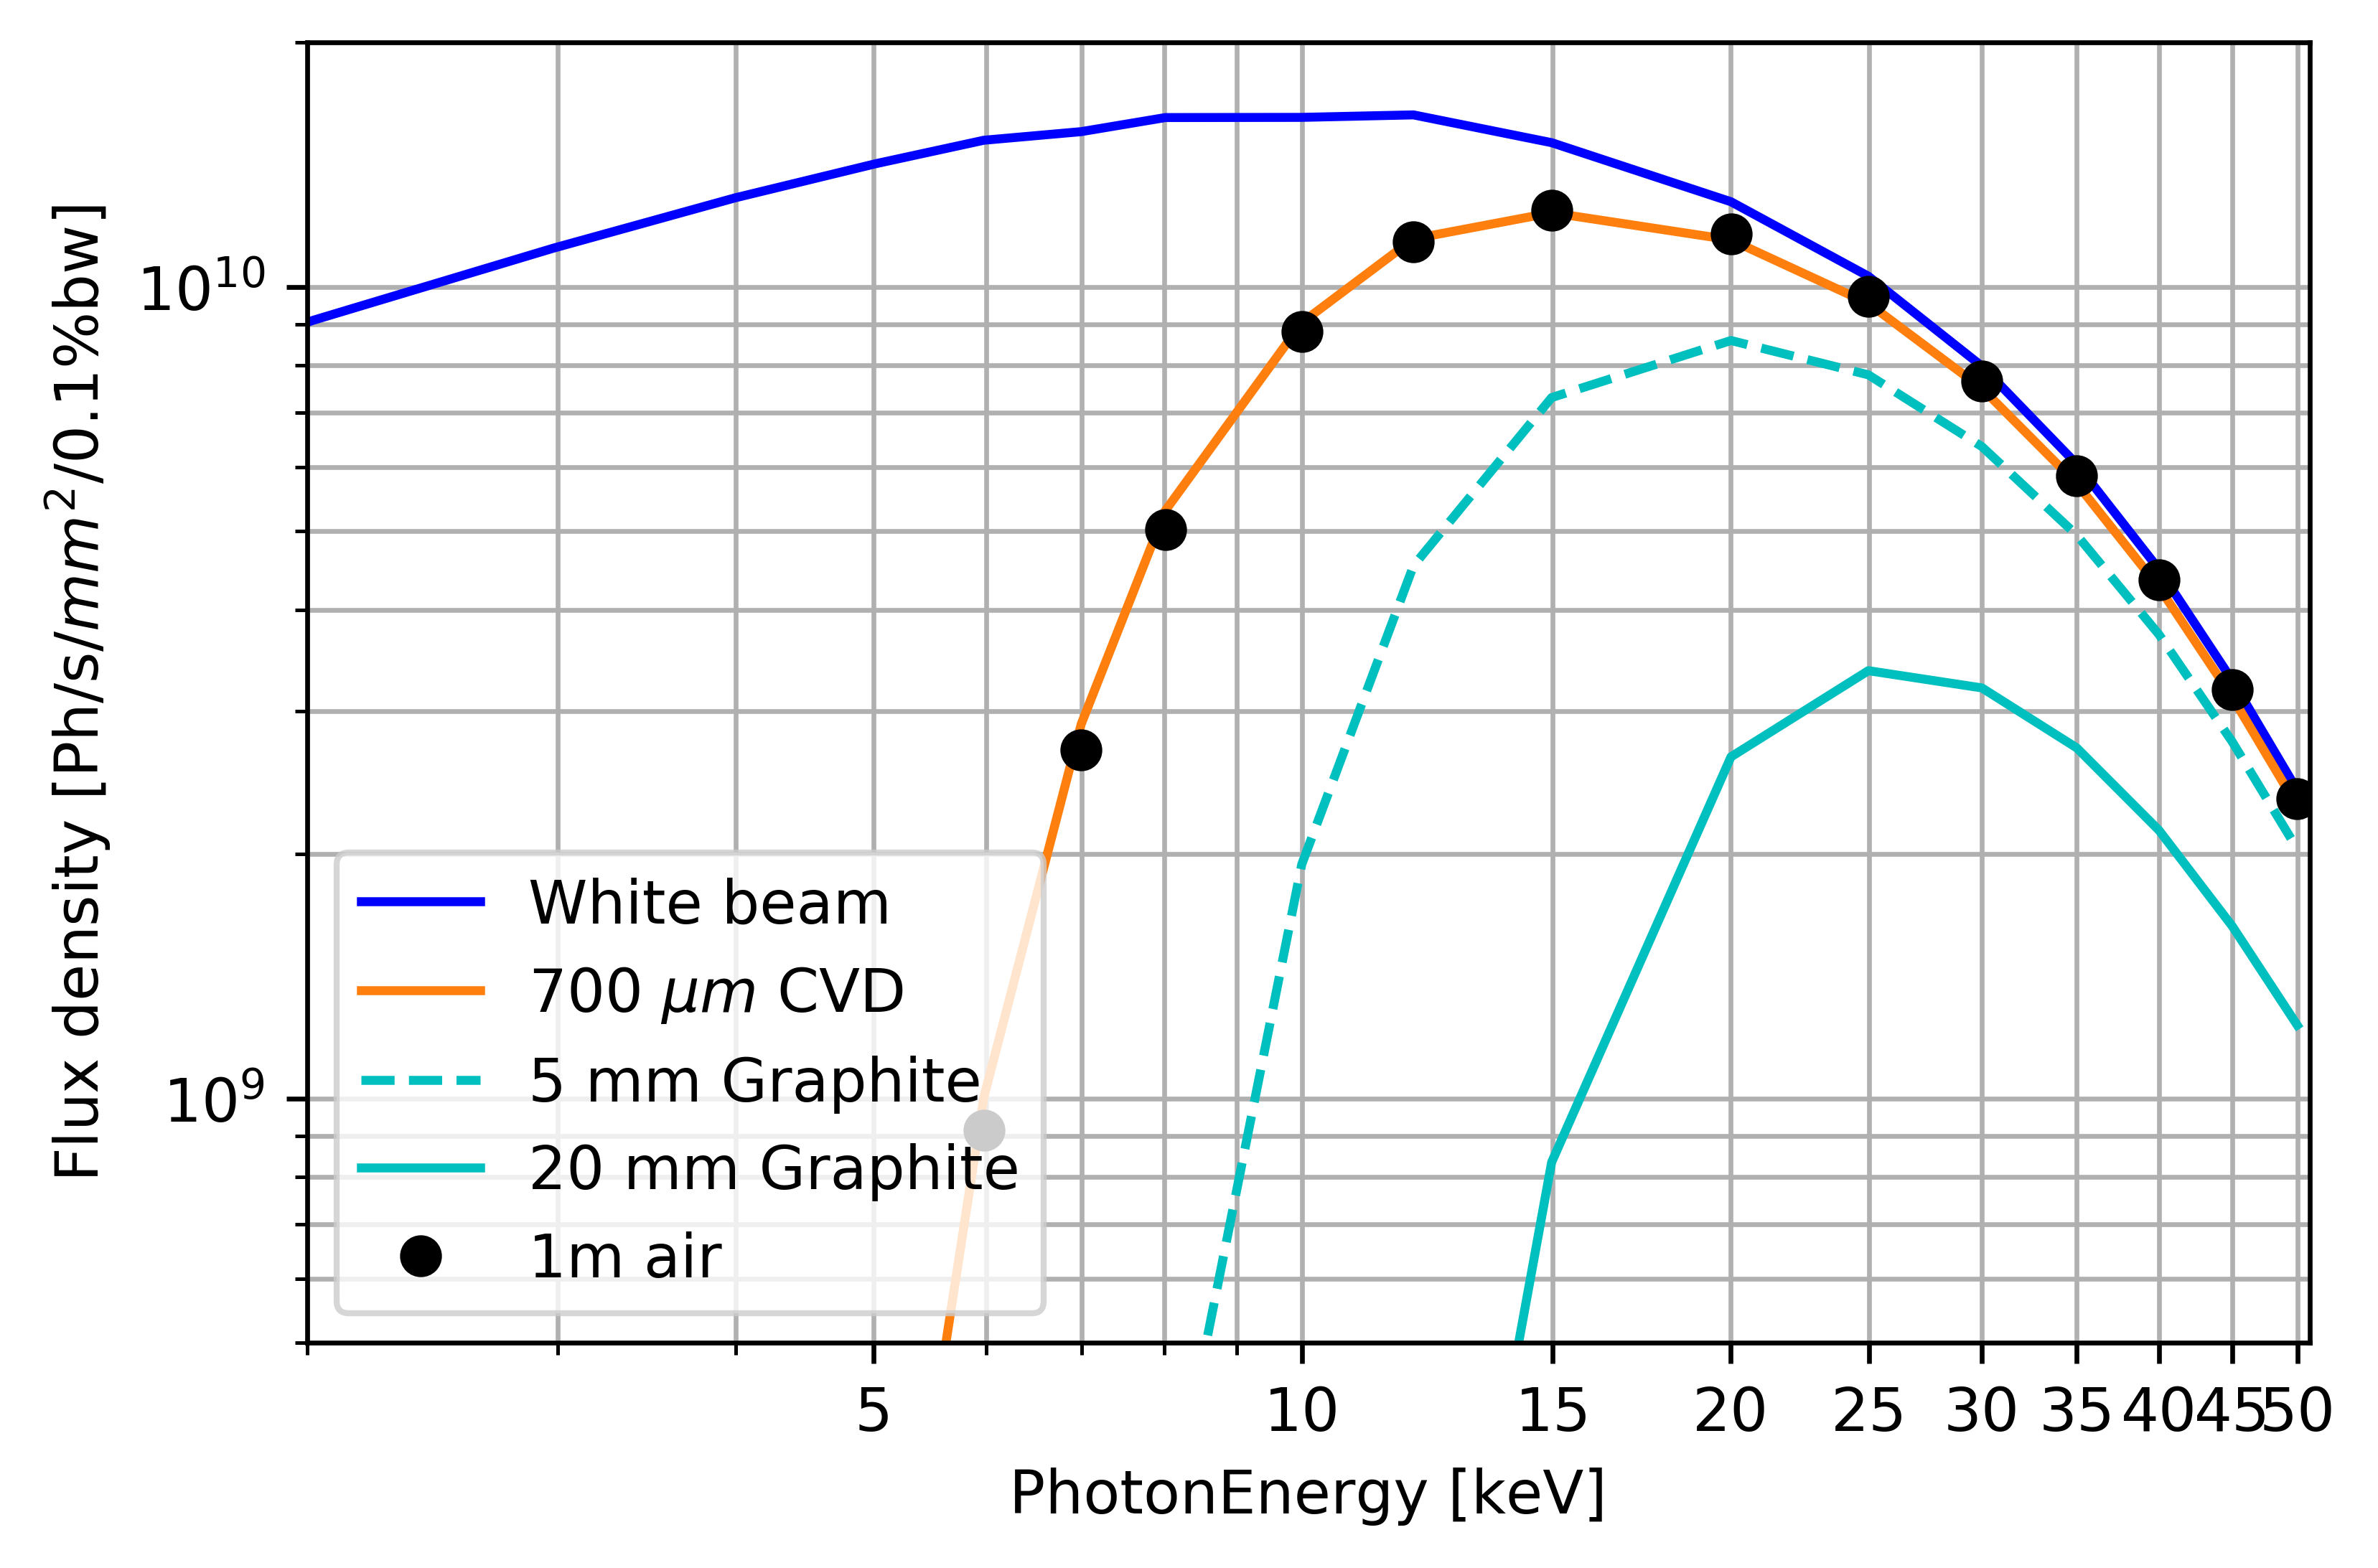 Flux density [Ph/s/mm²/0.1%bw]
10¹⁰
10⁹
White beam
700 μm CVD
5 mm Graphite
20 mm Graphite
1m air
5 10 15 20 25 30 35 40 45 50
PhotonEnergy [keV]